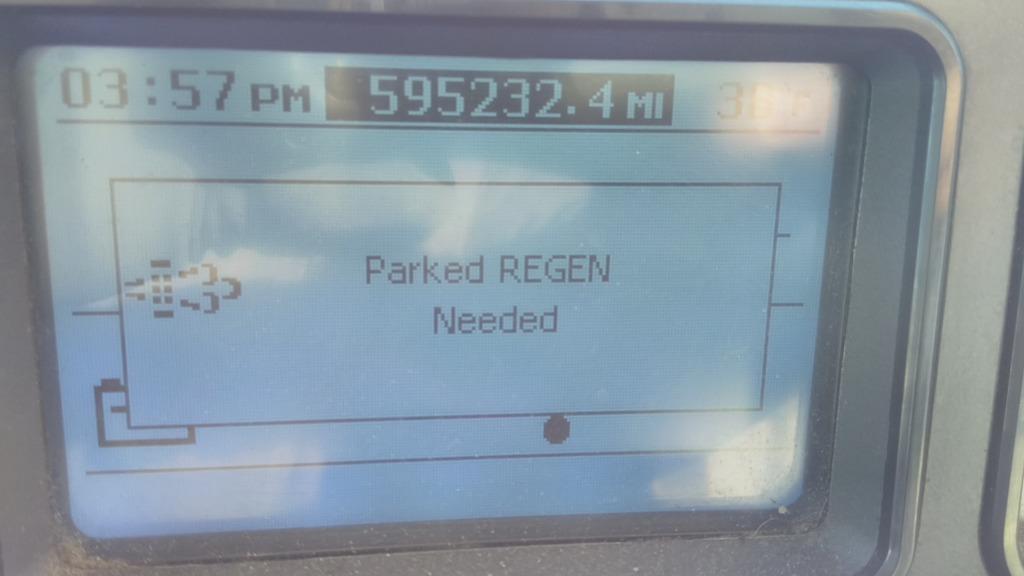 03:57 PM 595232.4 MI
Parked REGEN
Needed